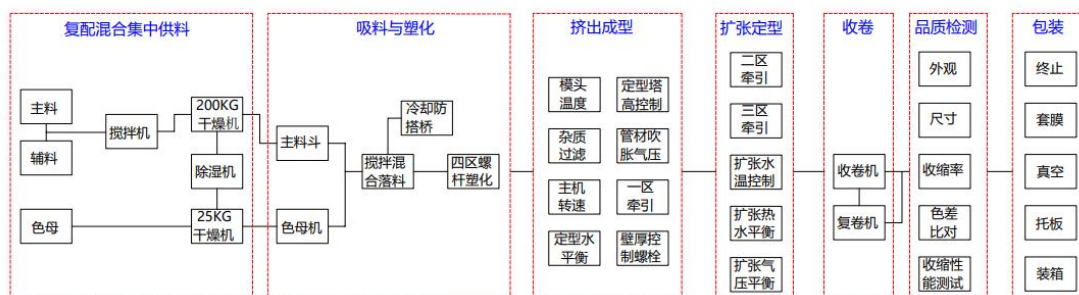 复配混合集中供料
主料
辅料
搅拌机
200KG
干燥机
除湿机
色母
25KG
干燥机
吸料与塑化
主料斗
色母机
冷却防
搭桥
搅拌混
合落料
四区螺
杆塑化
挤出成型
模头
温度
定型塔
高控制
杂质
过滤
管材吹
胀气压
主机
转速
一区
牵引
定型水
平衡
壁厚控
制螺栓
扩张定型
二区
牵引
三区
牵引
扩张水
温控制
扩张热
水平衡
扩张气
压平衡
收卷
收卷机
复卷机
品质检测
外观
尺寸
收缩率
色差
比对
收缩性
能测试
包装
终止
套膜
真空
托板
装箱